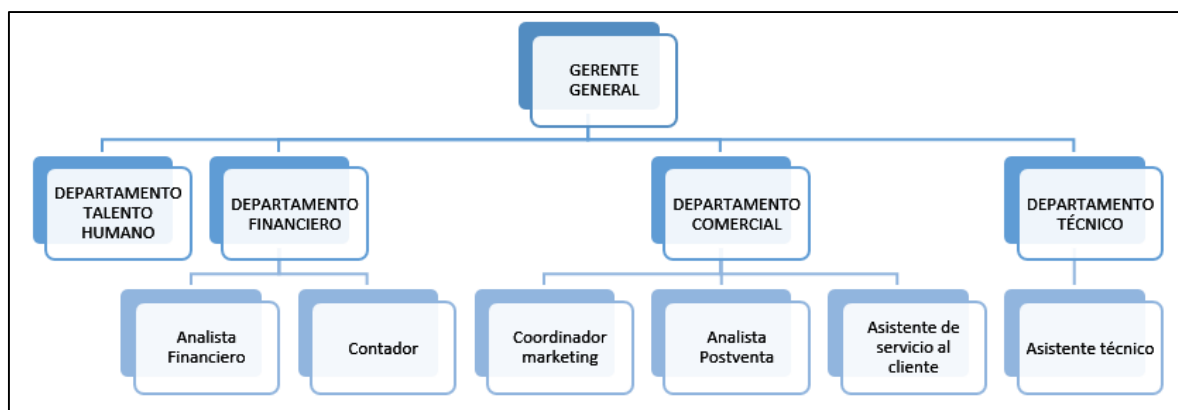 GERENTE
GENERAL
DEPARTAMENTO
TALENTO
HUMANO
DEPARTAMENTO
FINANCIERO
DEPARTAMENTO
COMERCIAL
DEPARTAMENTO
TÉCNICO
Analista
Financiero
Contador
Coordinador
marketing
Analista
Postventa
Asistente de
servicio al
cliente
Asistente técnico